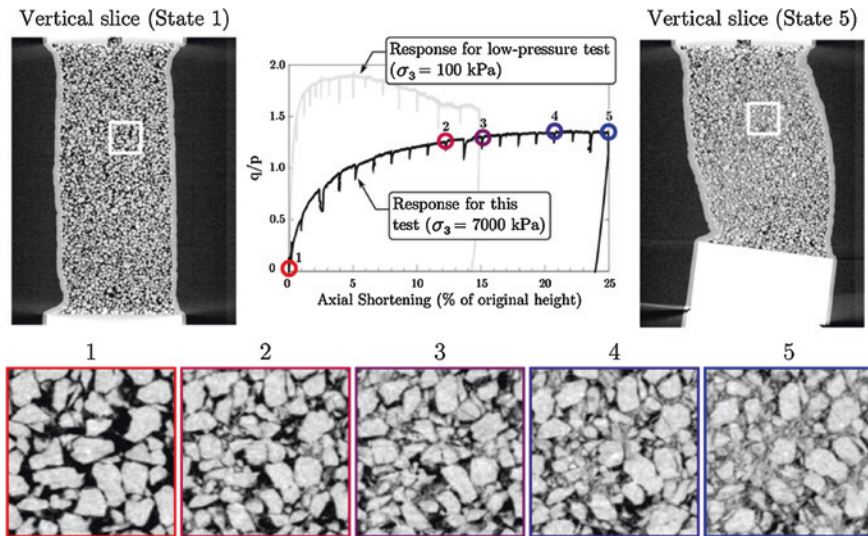 Vertical slice (State 1)
Vertical slice (State 5)
Response for low-pressure test
(σ₃ = 100 kPa)
2.0
1.5
1.0
0.5
0
q/p
1
2
3
4
5
Response for this
test (σ₃ = 7000 kPa)
0
5
10
15
20
25
Axial Shortening (% of original height)
1
2
3
4
5